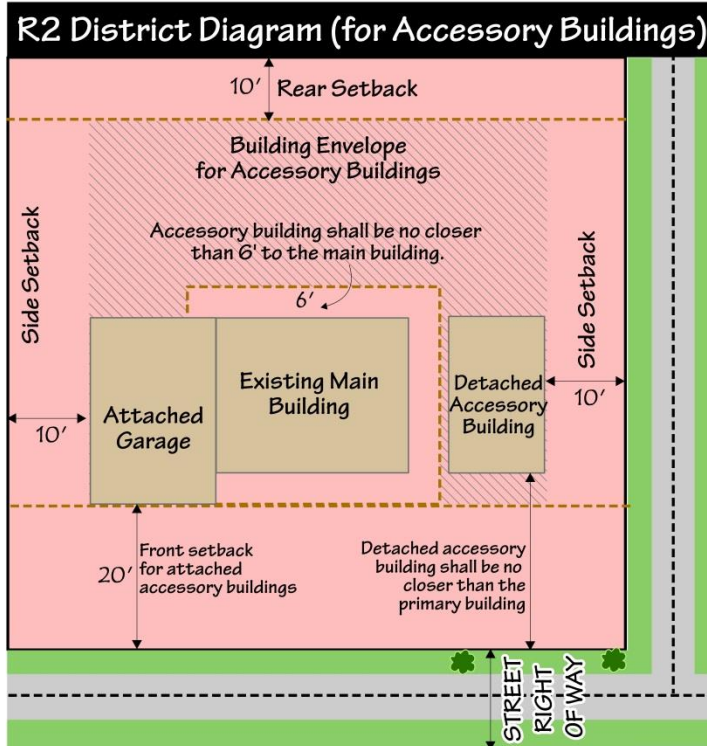 R2 District Diagram (for Accessory Buildings)
10'
Rear Setback
Building Envelope
for Accessory Buildings
Accessory building shall be no closer
than 6' to the main building.
6'
Side Setback
Side Setback
Existing Main
Building
Attached
Garage
Detached
Accessory
Building
10'
10'
20'
Front setback
for attached
accessory buildings
Detached accessory
building shall be no
closer than the
primary building
STREET
RIGHT
OF WAY